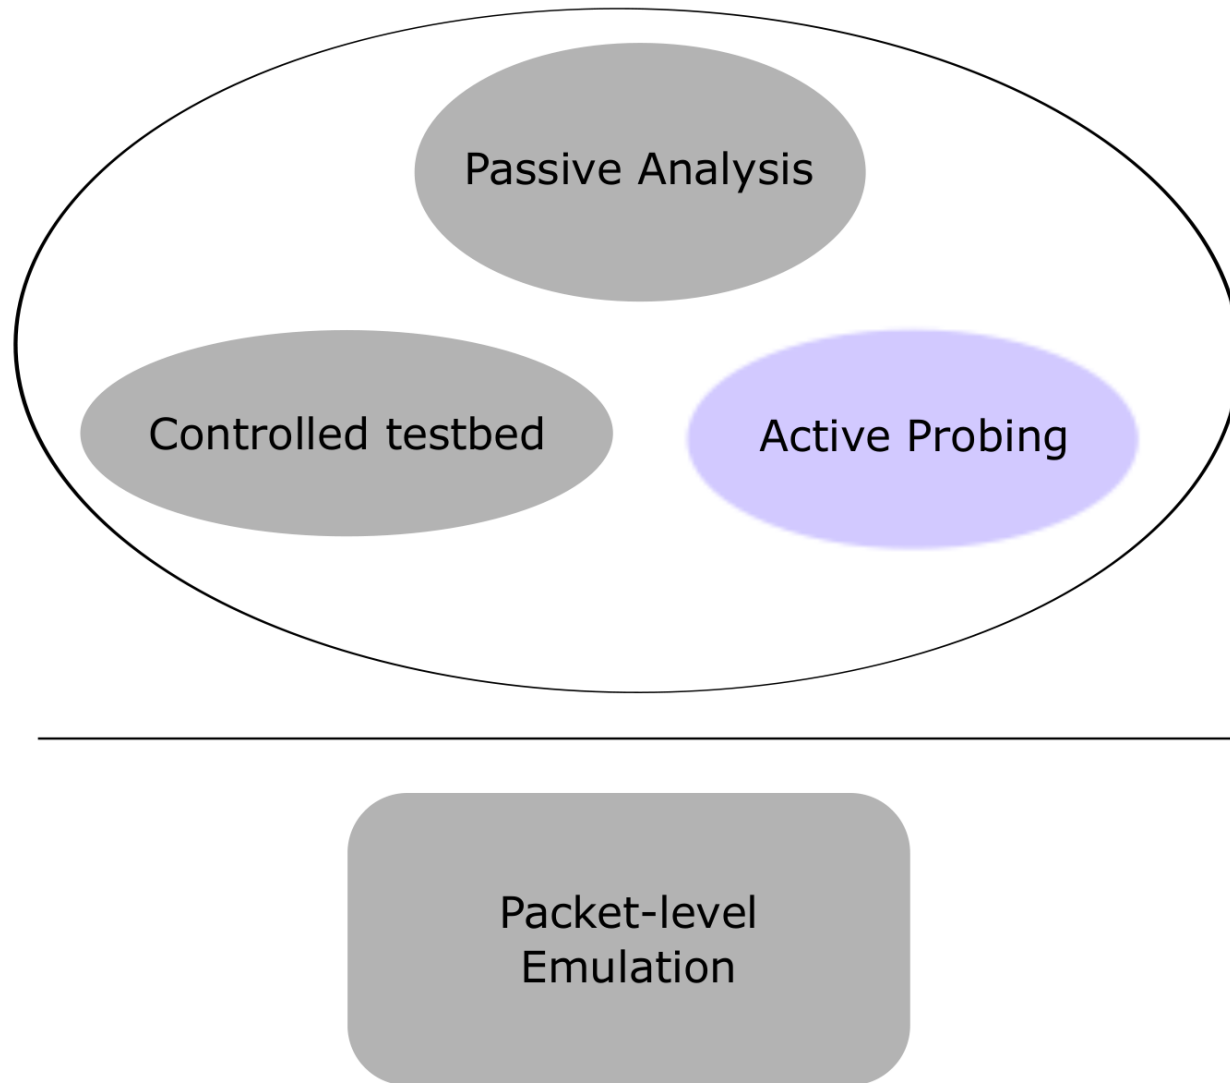 Passive Analysis
Controlled testbed
Active Probing
Packet-level
Emulation